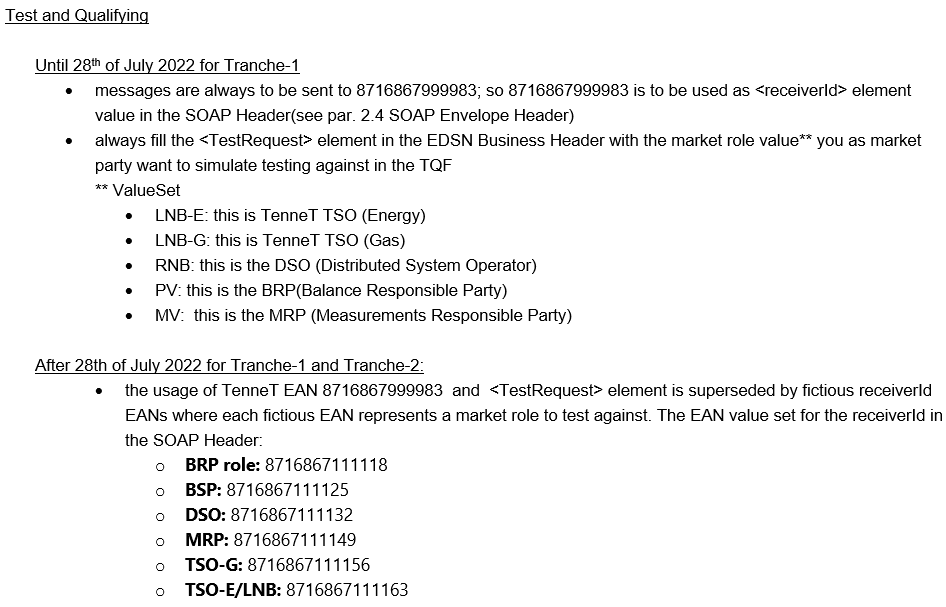 Test and Qualifying
Until 28th of July 2022 for Tranche-1
• messages are always to be sent to 8716867999983; so 8716867999983 is to be used as <receiverId> element
value in the SOAP Header(see par. 2.4 SOAP Envelope Header)
• always fill the <TestRequest> element in the EDSN Business Header with the market role value** you as market
party want to simulate testing against in the TQF
** ValueSet
• LNB-E: this is TenneT TSO (Energy)
• LNB-G: this is TenneT TSO (Gas)
• RNB: this is the DSO (Distributed System Operator)
• PV: this is the BRP(Balance Responsible Party)
• MV:  this is the MRP (Measurements Responsible Party)
After 28th of July 2022 for Tranche-1 and Tranche-2:
• the usage of TenneT EAN 8716867999983  and  <TestRequest> element is superseded by fictious receiverId
EANs where each fictious EAN represents a market role to test against. The EAN value set for the receiverId in
the SOAP Header:
o BRP role: 8716867111118
o BSP: 8716867111125
o DSO: 8716867111132
o MRP: 8716867111149
o TSO-G: 8716867111156
o TSO-E/LNB: 8716867111163